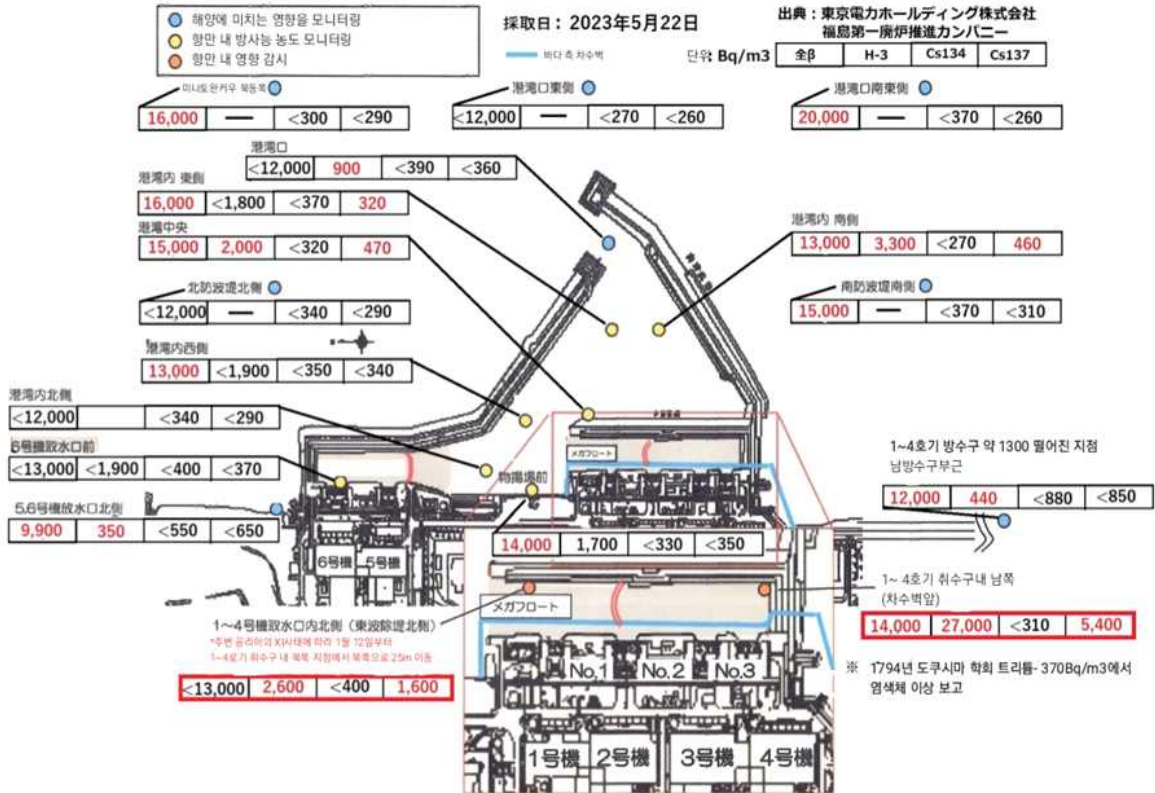 해양에 미치는 영향을 모니터링
항만 내 방사능 농도 모니터링
항만 내 영향 감시
採取日：2023年5月22日
바다 측 차수벽
出典：東京電力ホールディング株式会社
福島第一廃炉推進カンパニー
단위 Bq/m3 全β H-3 Cs134 Cs137
미나토완커우 북동쪽
16,000 ー <300 <290
港湾口東側
<12,000 ー <270 <260
港湾口南東側
20,000 ー <370 <260
港湾口
<12,000 900 <390 <360
港湾内 東側
16,000 <1,800 <370 320
港湾中央
15,000 2,000 <320 470
港湾内 南側
13,000 3,300 <270 460
北防波堤北側
<12,000 ー <340 <290
南防波堤南側
15,000 ー <370 <310
港湾内西側
13,000 <1,900 <350 <340
港湾内北側
<12,000 <340 <290
6号機取水口前
<13,000 <1,900 <400 <370
5,6号機放水口北側
9,900 350 <550 <650
メガフロート
物揚場前
14,000 1,700 <330 <350
1~4호기 방수구 약 1300 떨어진 지점
남방수구부근
12,000 440 <880 <850
6号機 5号機
1~ 4호기 취수구내 남쪽
(차수벽앞)
14,000 27,000 <310 5,400
メガフロート
1～4号機取水口内北側（東波除堤北側）
1~4호기 취수구 내 북쪽 지점에서 북쪽으로 25m 이동
<13,000 2,600 <400 1,600
※ 1794년 도쿠시마 학회 트리튬- 370Bq/m3에서
염색체 이상 보고
No.1 No.2 No.3
1号機 2号機 3号機 4号機